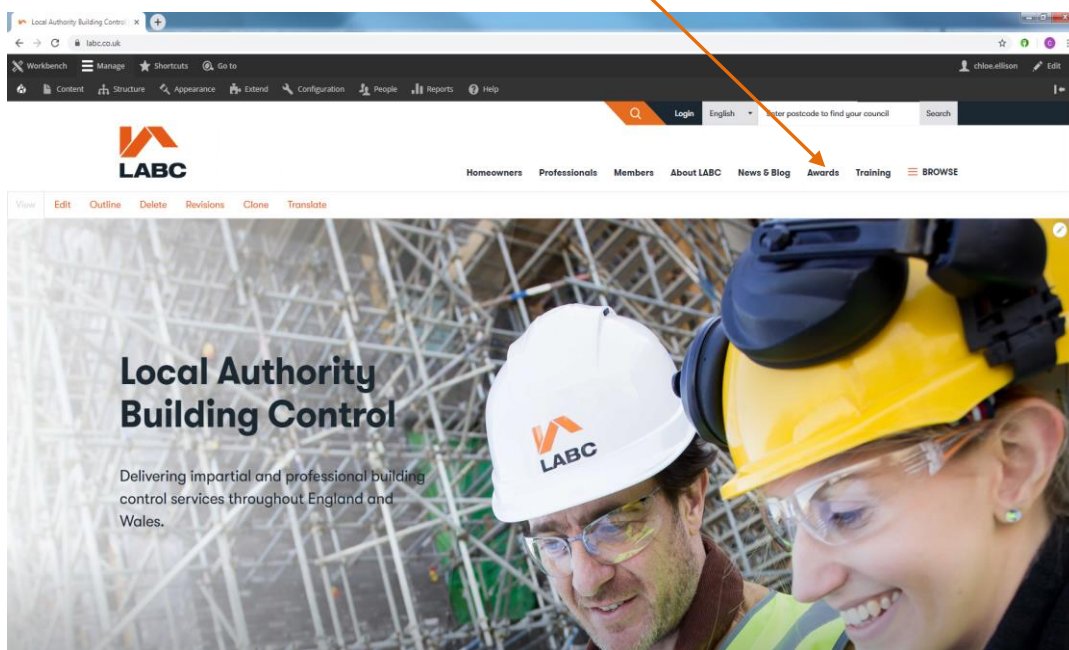 Local Authority Building Control
labc.co.uk
Workbench Manage Shortcuts Go to chloe.ellison Edit
Content Structure Appearance Extend Configuration People Reports Help
Login English Enter postcode to find your council Search
LABC
Homeowners Professionals Members About LABC News & Blog Awards Training BROWSE
View Edit Outline Delete Revisions Clone Translate
Local Authority
Building Control
Delivering impartial and professional building
control services throughout England and
Wales.
LABC